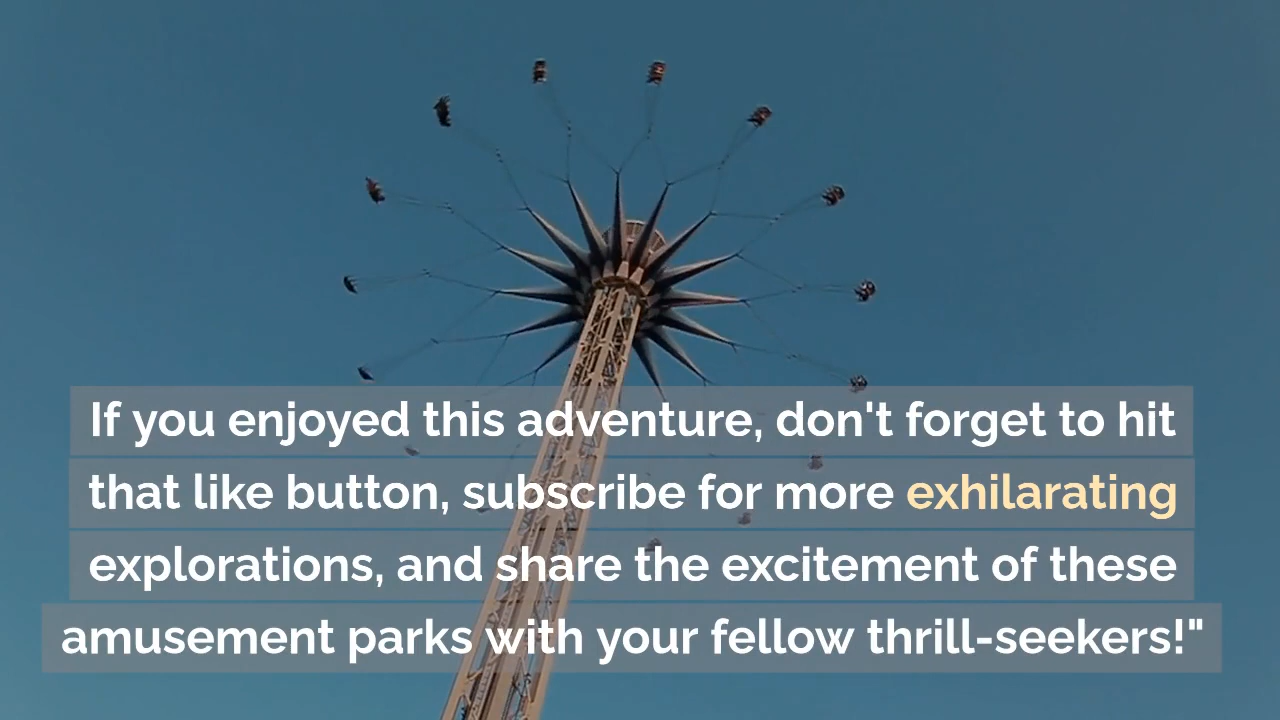 If you enjoyed this adventure, don't forget to hit
that like button, subscribe for more exhilarating
explorations, and share the excitement of these
amusement parks with your fellow thrill-seekers!"